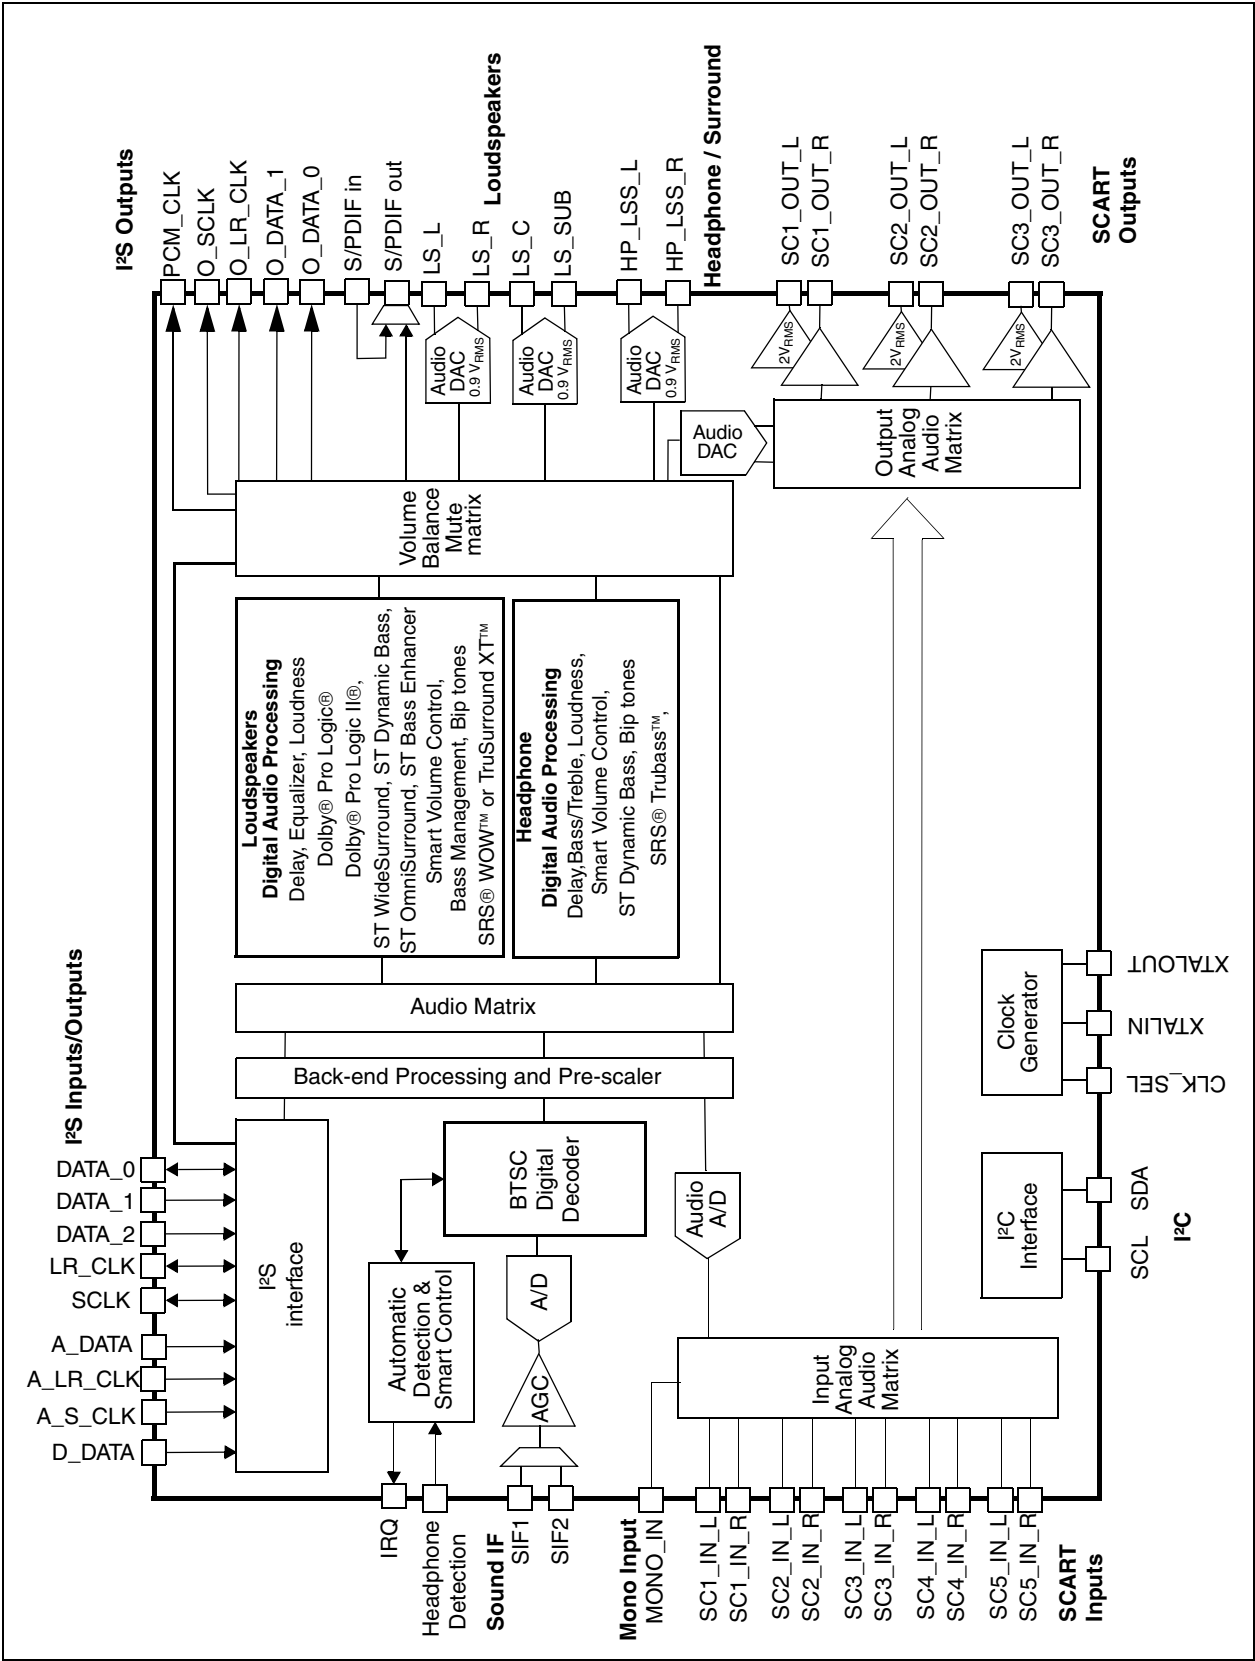 I²S Outputs
PCM_CLK
O_SCLK
O_LR_CLK
O_DATA_1
O_DATA_0
S/PDIF in
S/PDIF out
LS_L
LS_R
Loudspeakers
LS_C
LS_SUB
HP_LSS_L
HP_LSS_R
Headphone / Surround
SC1_OUT_L
SC1_OUT_R
SC2_OUT_L
SC2_OUT_R
SC3_OUT_L
SC3_OUT_R
SCART
Outputs
Audio
DAC
0.9 VRMS
Audio
DAC
0.9 VRMS
Audio
DAC
0.9 VRMS
2VRMS
2VRMS
2VRMS
Audio
DAC
Output
Analog
Audio
Matrix
Volume
Balance
Mute
matrix
Loudspeakers
Digital Audio Processing
Delay, Equalizer, Loudness
Dolby® Pro Logic®
Dolby® Pro Logic II®,
ST WideSurround, ST Dynamic Bass,
ST OmniSurround, ST Bass Enhancer
Smart Volume Control,
Bass Management, Bip tones
SRS® WOW™ or TruSurround XT™
Headphone
Digital Audio Processing
Delay,Bass/Treble, Loudness,
Smart Volume Control,
ST Dynamic Bass, Bip tones
SRS® Trubass™,
Audio Matrix
Back-end Processing and Pre-scaler
I²S Inputs/Outputs
DATA_0
DATA_1
DATA_2
LR_CLK
SCLK
A_DATA
A_LR_CLK
A_S_CLK
D_DATA
I²S
interface
BTSC
Digital
Decoder
Automatic
Detection &
Smart Control
A/D
AGC
Audio
A/D
Input
Analog
Audio
Matrix
Clock
Generator
XTALOUT
XTALIN
CLK_SEL
I²C
Interface
SDA
SCL
I²C
IRQ
Headphone
Detection
Sound IF
SIF1
SIF2
Mono Input
MONO_IN
SC1_IN_L
SC1_IN_R
SC2_IN_L
SC2_IN_R
SC3_IN_L
SC3_IN_R
SC4_IN_L
SC4_IN_R
SC5_IN_L
SC5_IN_R
SCART
Inputs